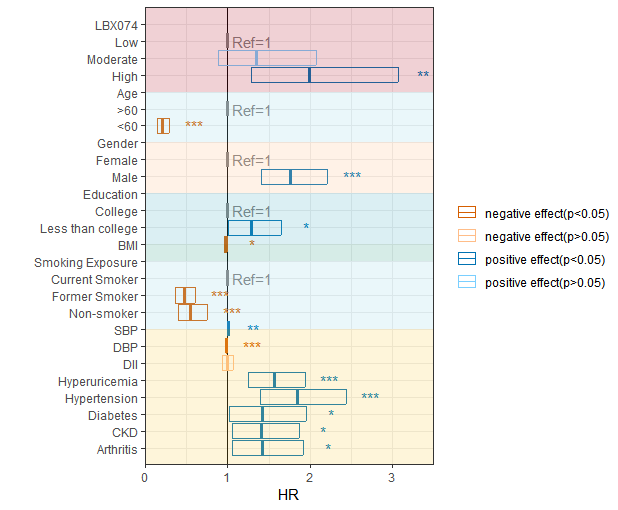 LBX074
Low Ref=1
Moderate
High **
Age
>60 Ref=1
<60 ***
Gender
Female Ref=1
Male ***
Education
College Ref=1
Less than college *
BMI *
Smoking Exposure
Current Smoker Ref=1
Former Smoker ***
Non-smoker ***
SBP **
DBP ***
DII
Hyperuricemia ***
Hypertension ***
Diabetes *
CKD *
Arthritis *
0 1 2 3
HR
negative effect(p<0.05)
negative effect(p>0.05)
positive effect(p<0.05)
positive effect(p>0.05)